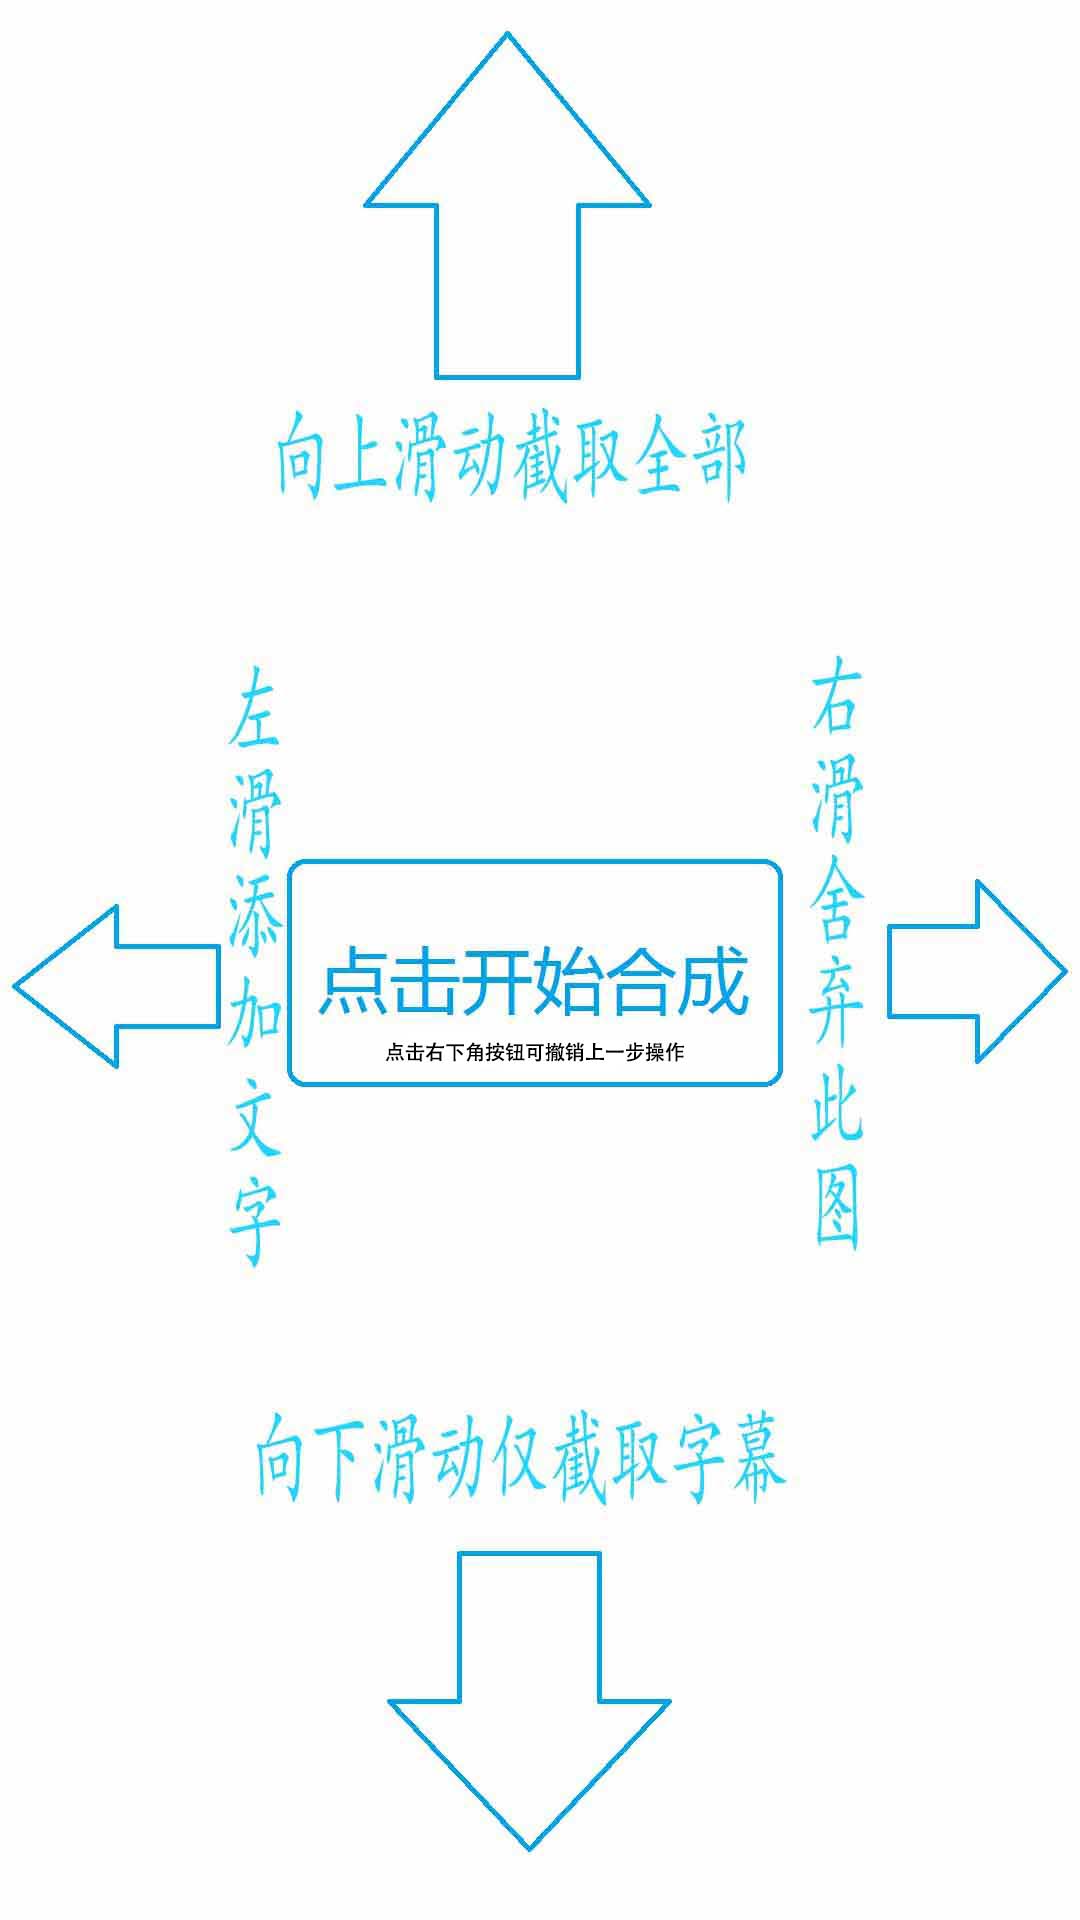 向上滑动截取全部
左滑添加文字
右滑舍弃此图
点击开始合成
点击右下角按钮可撤销上一步操作
向下滑动仅截取字幕